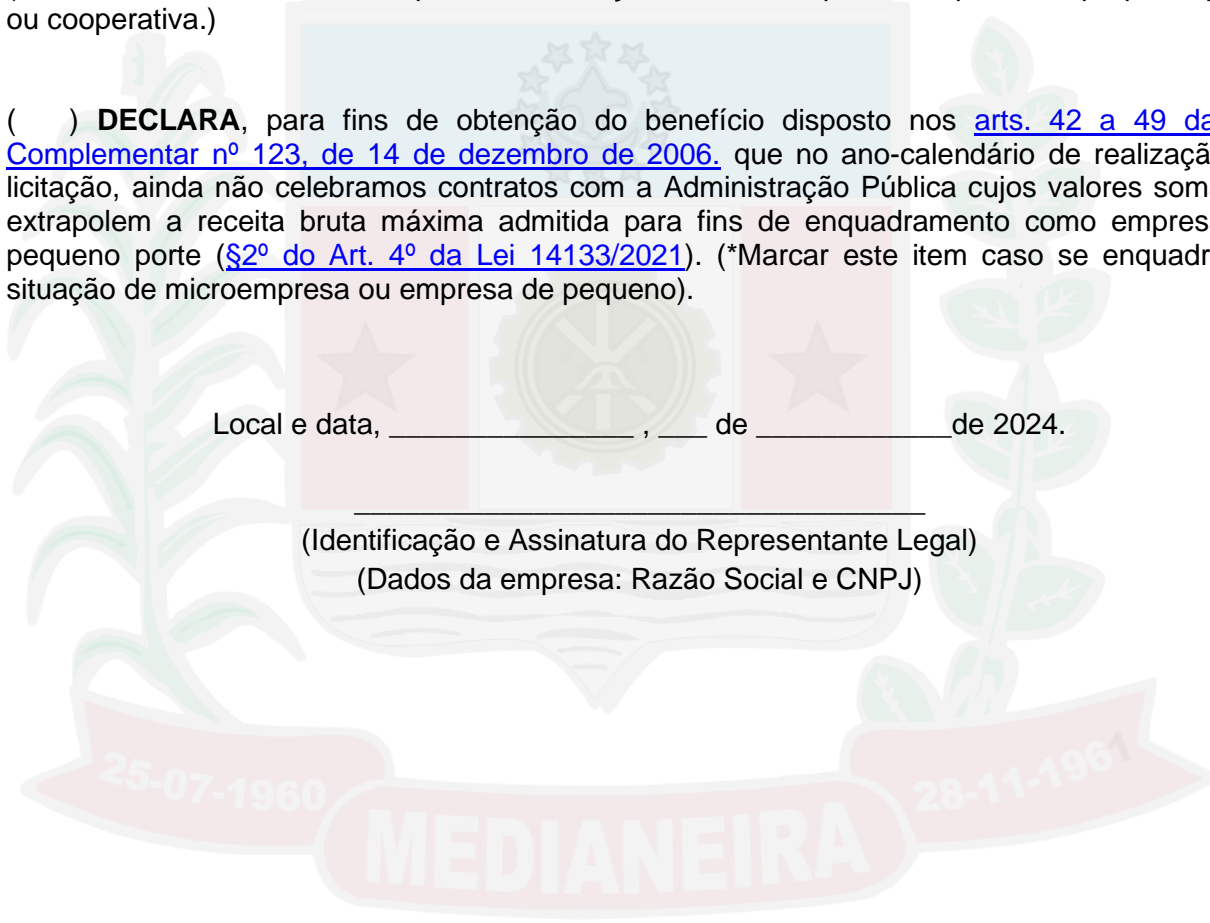 ou cooperativa.)
(    ) DECLARA, para fins de obtenção do benefício disposto nos arts. 42 a 49 da
Complementar nº 123, de 14 de dezembro de 2006. que no ano-calendário de realizaçã
licitação, ainda não celebramos contratos com a Administração Pública cujos valores som
extrapolem a receita bruta máxima admitida para fins de enquadramento como empres
pequeno porte (§2º do Art. 4º da Lei 14133/2021). (*Marcar este item caso se enquadr
situação de microempresa ou empresa de pequeno).
Local e data, _______________ , ___ de ____________de 2024.
___________________________________
(Identificação e Assinatura do Representante Legal)
(Dados da empresa: Razão Social e CNPJ)
25-07-1960
28-11-1961
MEDIANEIRA